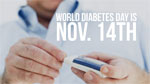 WORLD DIABETES DAY IS
NOV. 14TH